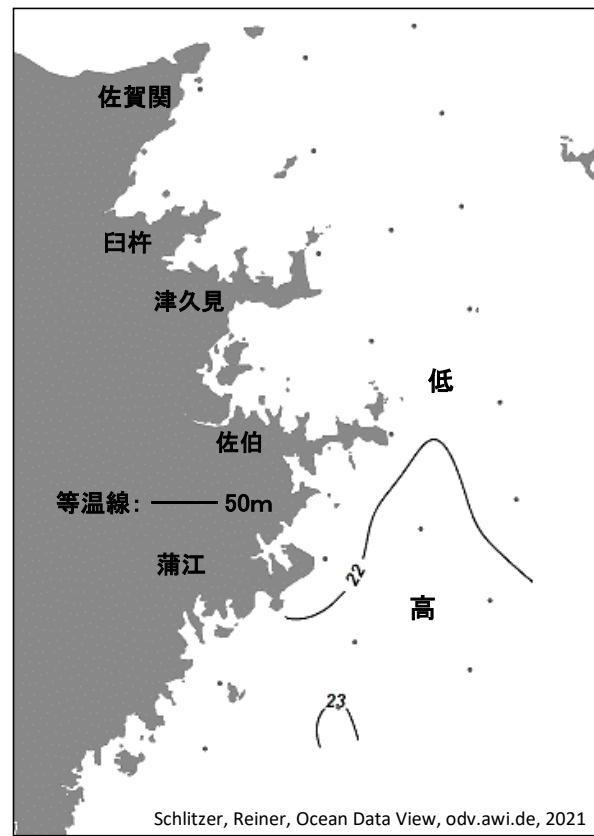 佐賀関
臼杵
津久見
低
佐伯
等温線: 50m
蒲江
22
高
23
Schlitzer, Reiner, Ocean Data View, odv.awi.de, 2021